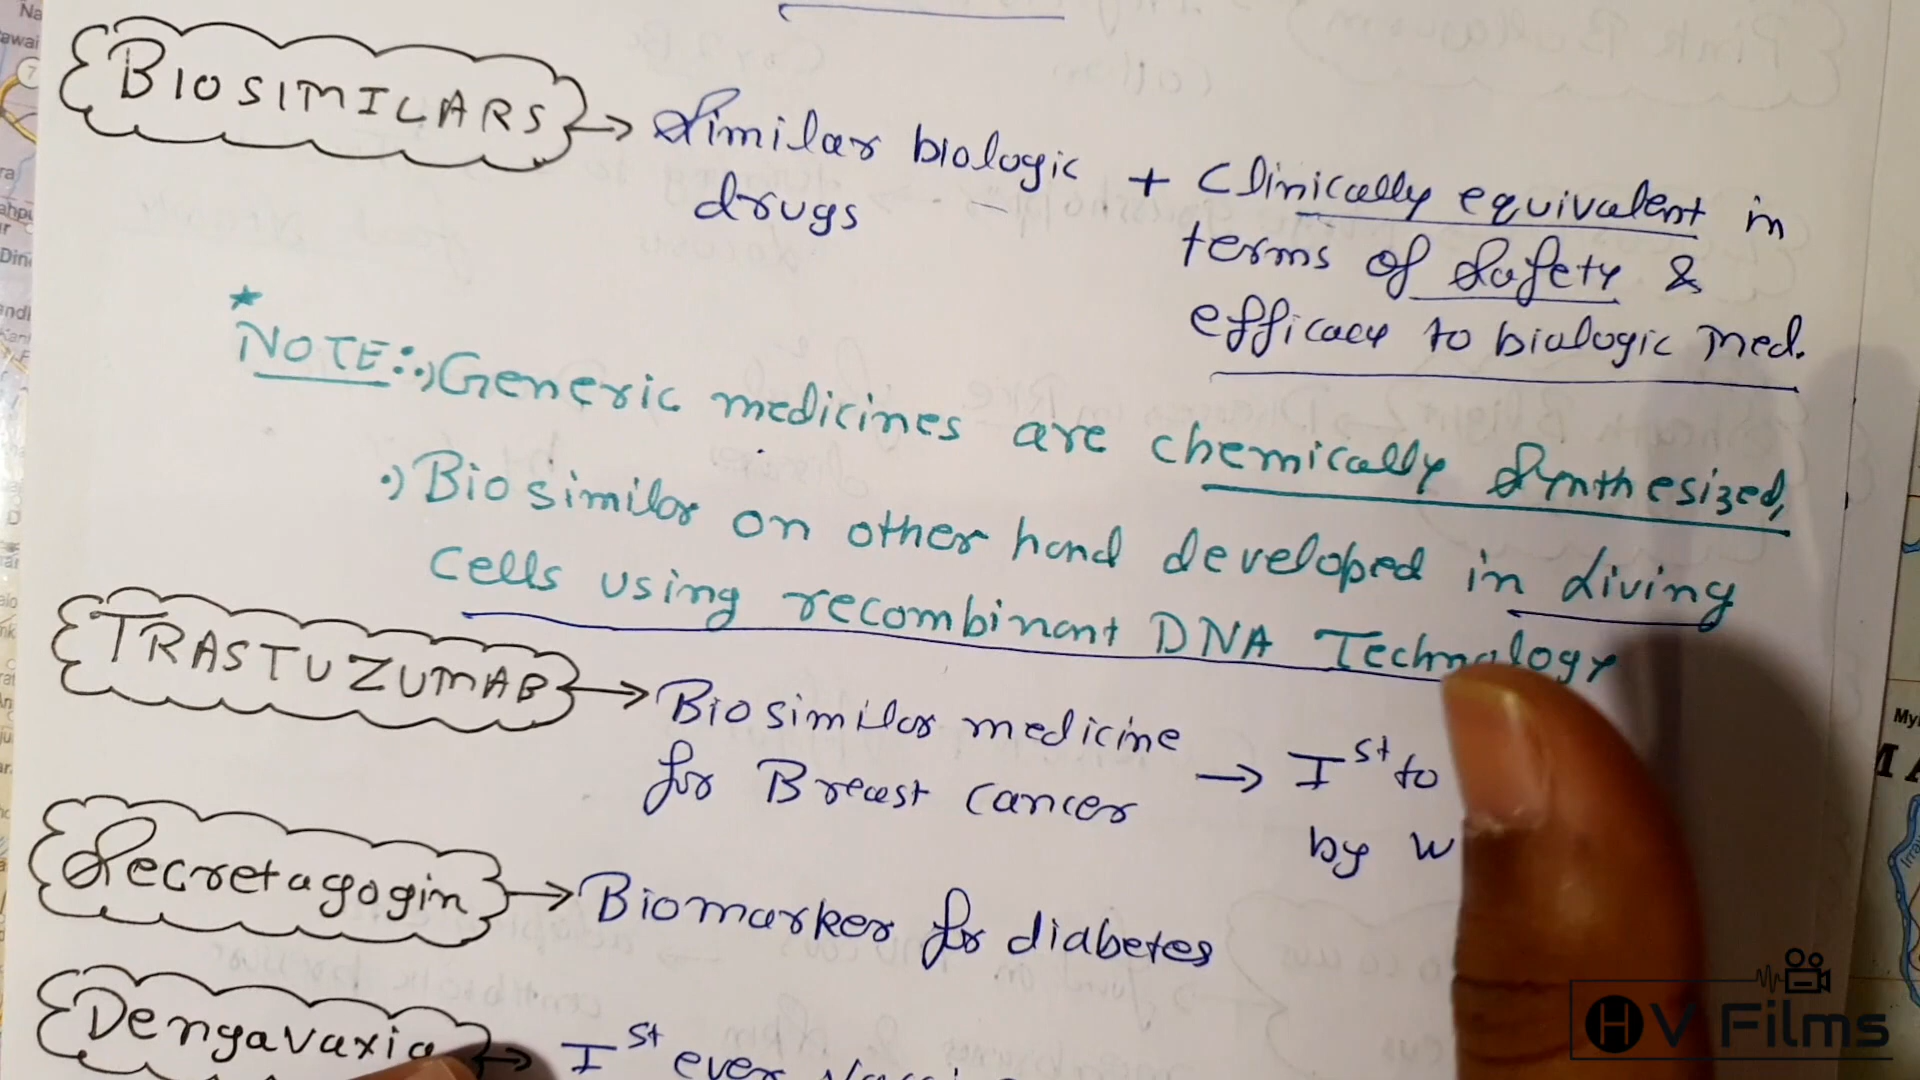 BIOSIMILARS → Similar biologic drugs + Clinically equivalent in
terms of Safety &
efficacy to biologic med.
* NOTE :•) Generic medicines are chemically Synthesized,
•) Biosimilar on other hand developed in Living
cells using recombinant DNA Technology
TRASTUZUMAB → Biosimilar medicine
for Breast cancer → Ist to
by w
Secretagogin → Biomarker for diabetes
Dengavaxia → Ist ever
HV Films